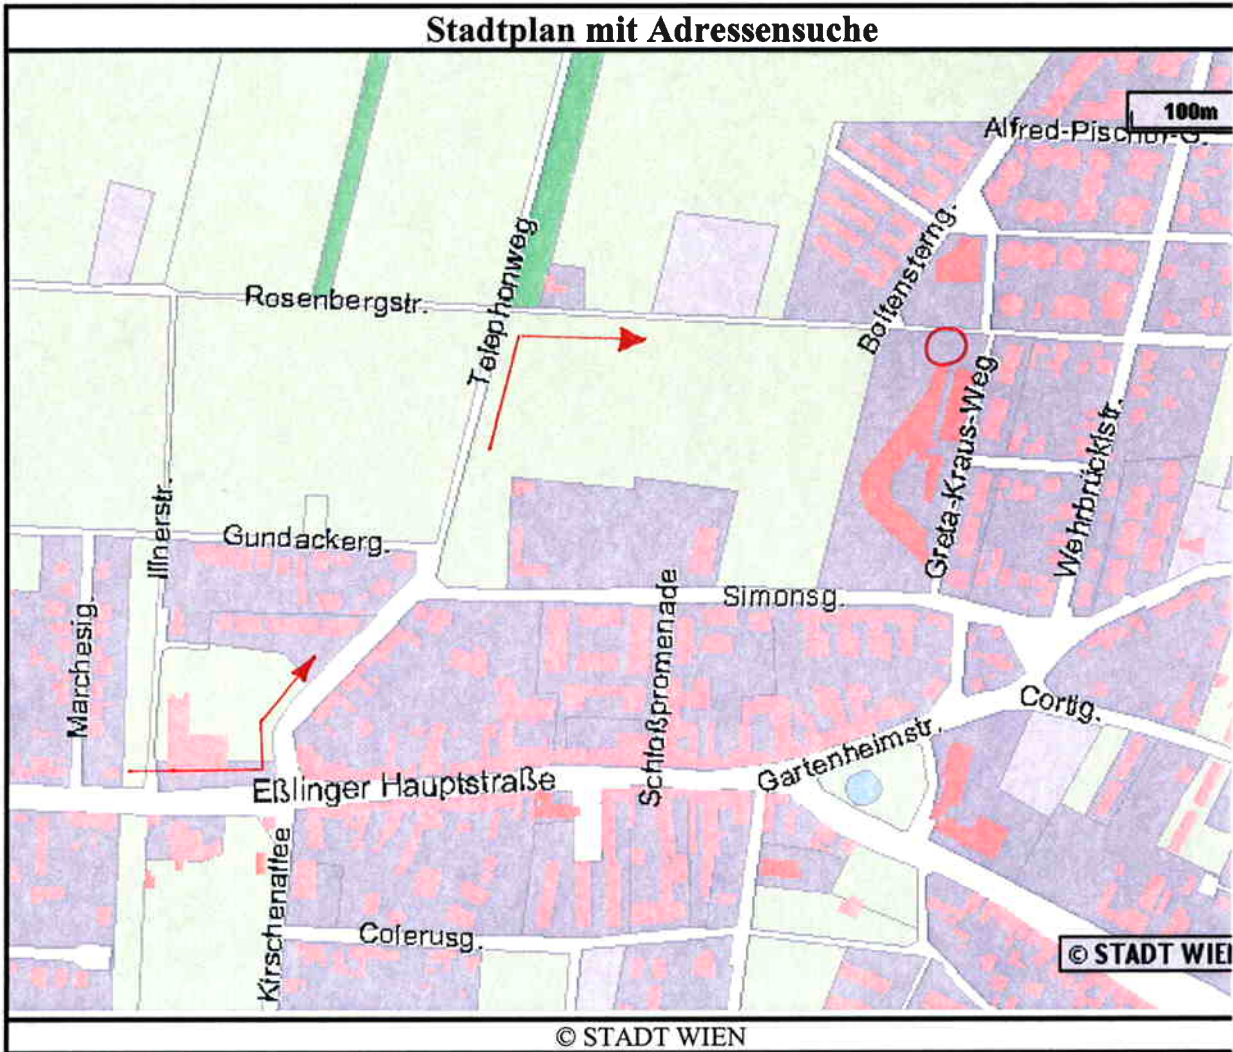 Stadtplan mit Adressensuche
100m
Alfred-Pischof-G.
Boltensterng.
Telephonweg
Rosenbergstr.
Greta-Kraus-Weg
Wehrbrücklstr.
Illnerstr.
Gundackerg.
Simonsg.
Marchesig.
Schloßpromenade
Cortig.
Gartenheimstr.
Eßlinger Hauptstraße
Kirschenallee
Coferusg.
© STADT WIE
© STADT WIEN